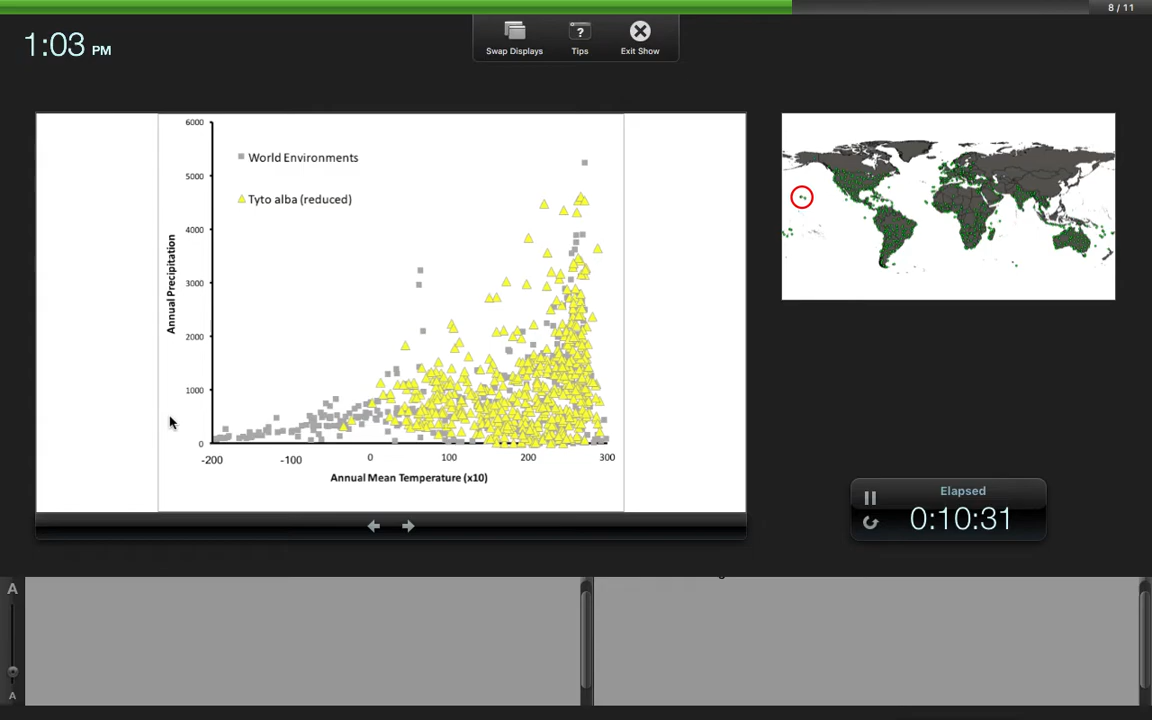 8 / 11
1:03 PM
Swap Displays
Tips
Exit Show
6000
World Environments
5000
Tyto alba (reduced)
4000
3000
2000
1000
0
Annual Precipitation
-200
-100
0
100
200
300
Annual Mean Temperature (x10)
Elapsed
0:10:31
A
A